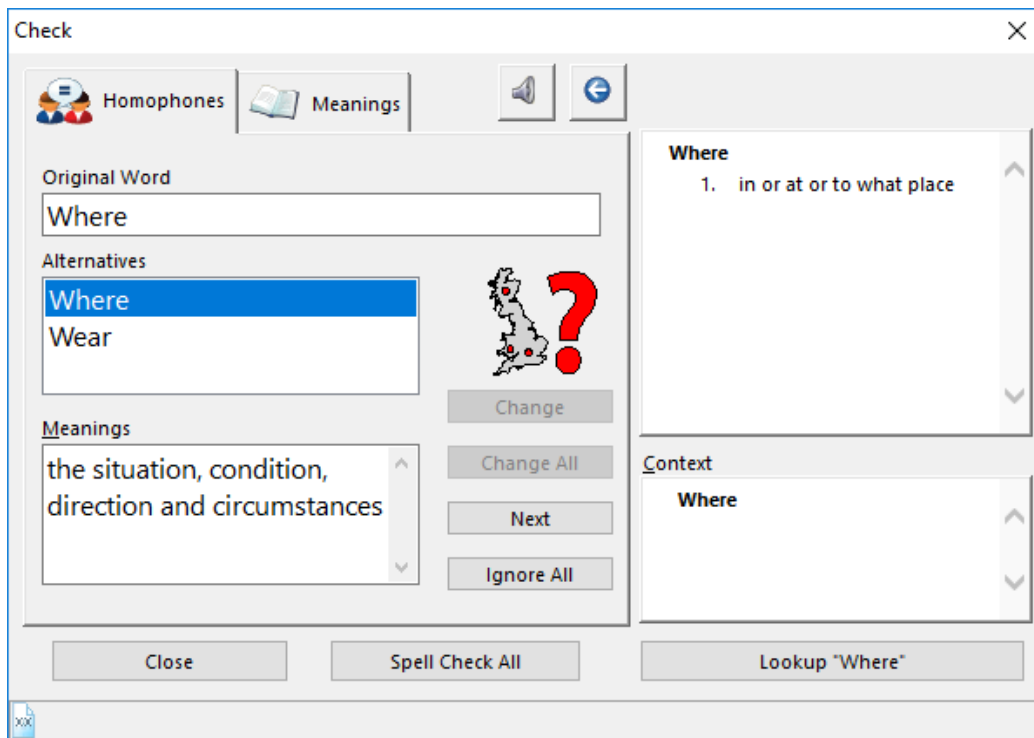 Check
Homophones
Meanings
Original Word
Where
Alternatives
Where
Wear
Change
Meanings
the situation, condition,
direction and circumstances
Change All
Next
Ignore All
Where
1. in or at or to what place
Context
Where
Close
Spell Check All
Lookup "Where"